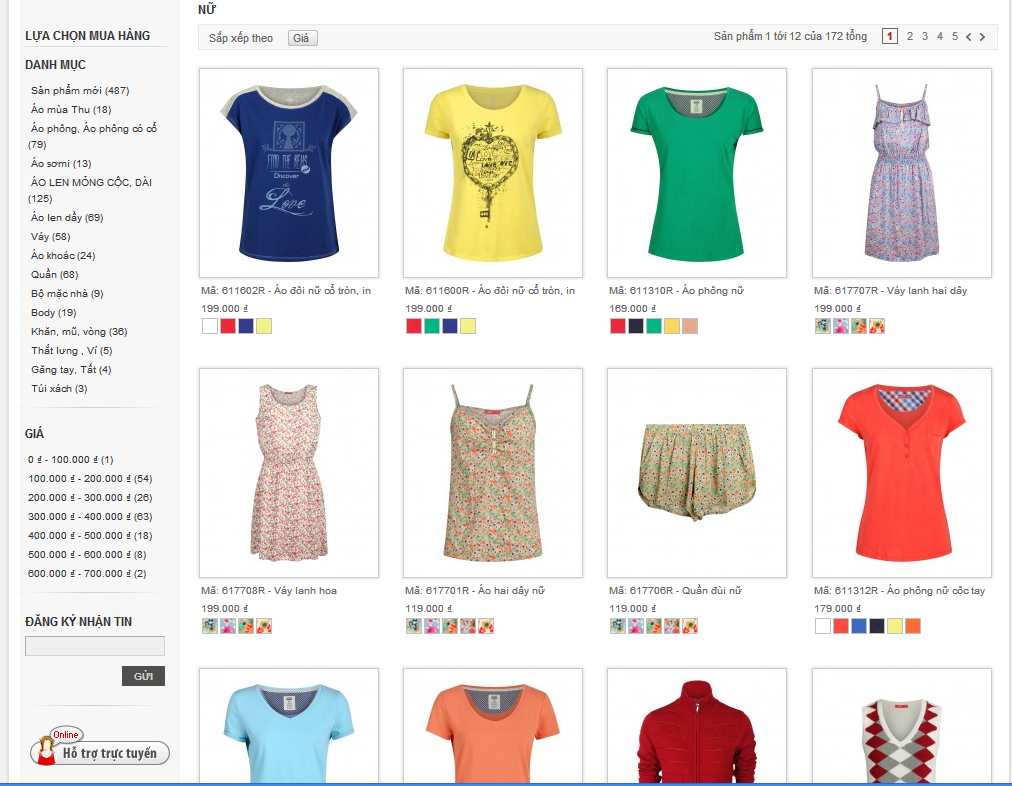 NỮ
LỰA CHỌN MUA HÀNG
Sắp xếp theo
Giá
Sản phẩm 1 tới 12 của 172 tổng
1 2 3 4 5 < >
DANH MỤC
Sản phẩm mới (487)
Áo mùa Thu (18)
Áo phông, Áo phông có cổ
(79)
Áo sơmi (13)
ÁO LEN MỎNG CỘC, DÀI
(125)
Áo len dầy (69)
Váy (58)
Áo khoác (24)
Quần (68)
Bộ mặc nhà (9)
Body (19)
Khăn, mũ, vòng (36)
Thắt lưng , Ví (5)
Găng tay, Tất (4)
Túi xách (3)
GIÁ
0 ₫ - 100.000 ₫ (1)
100.000 ₫ - 200.000 ₫ (54)
200.000 ₫ - 300.000 ₫ (26)
300.000 ₫ - 400.000 ₫ (63)
400.000 ₫ - 500.000 ₫ (18)
500.000 ₫ - 600.000 ₫ (8)
600.000 ₫ - 700.000 ₫ (2)
ĐĂNG KÝ NHẬN TIN
GỬI
Online
Hỗ trợ trực tuyến
FIND THE KEYS
Discover
Love
Mã: 611602R - Áo đôi nữ cổ tròn, in
199.000 ₫
Mã: 611600R - Áo đôi nữ cổ tròn, in
199.000 ₫
Mã: 611310R - Áo phông nữ
169.000 ₫
Mã: 617707R - Váy lanh hai dây
199.000 ₫
Mã: 617708R - Váy lanh hoa
199.000 ₫
Mã: 617701R - Áo hai dây nữ
119.000 ₫
Mã: 617706R - Quần đùi nữ
119.000 ₫
Mã: 611312R - Áo phông nữ cộc tay
179.000 ₫